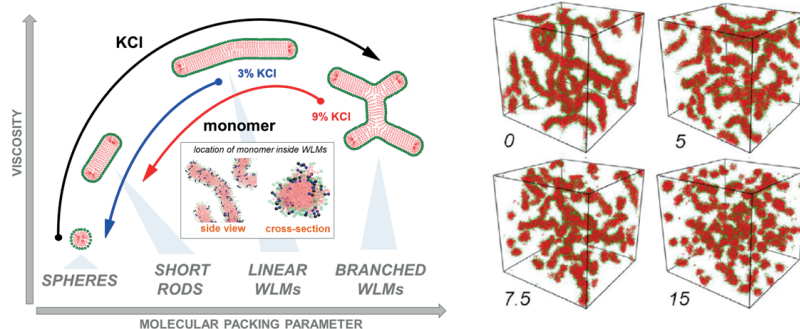 KCl
3% KCl
9% KCl
monomer
location of monomer inside WLMs
side view
cross-section
VISCOSITY
SPHERES
SHORT
RODS
LINEAR
WLMs
BRANCHED
WLMs
MOLECULAR PACKING PARAMETER
0
5
7.5
15